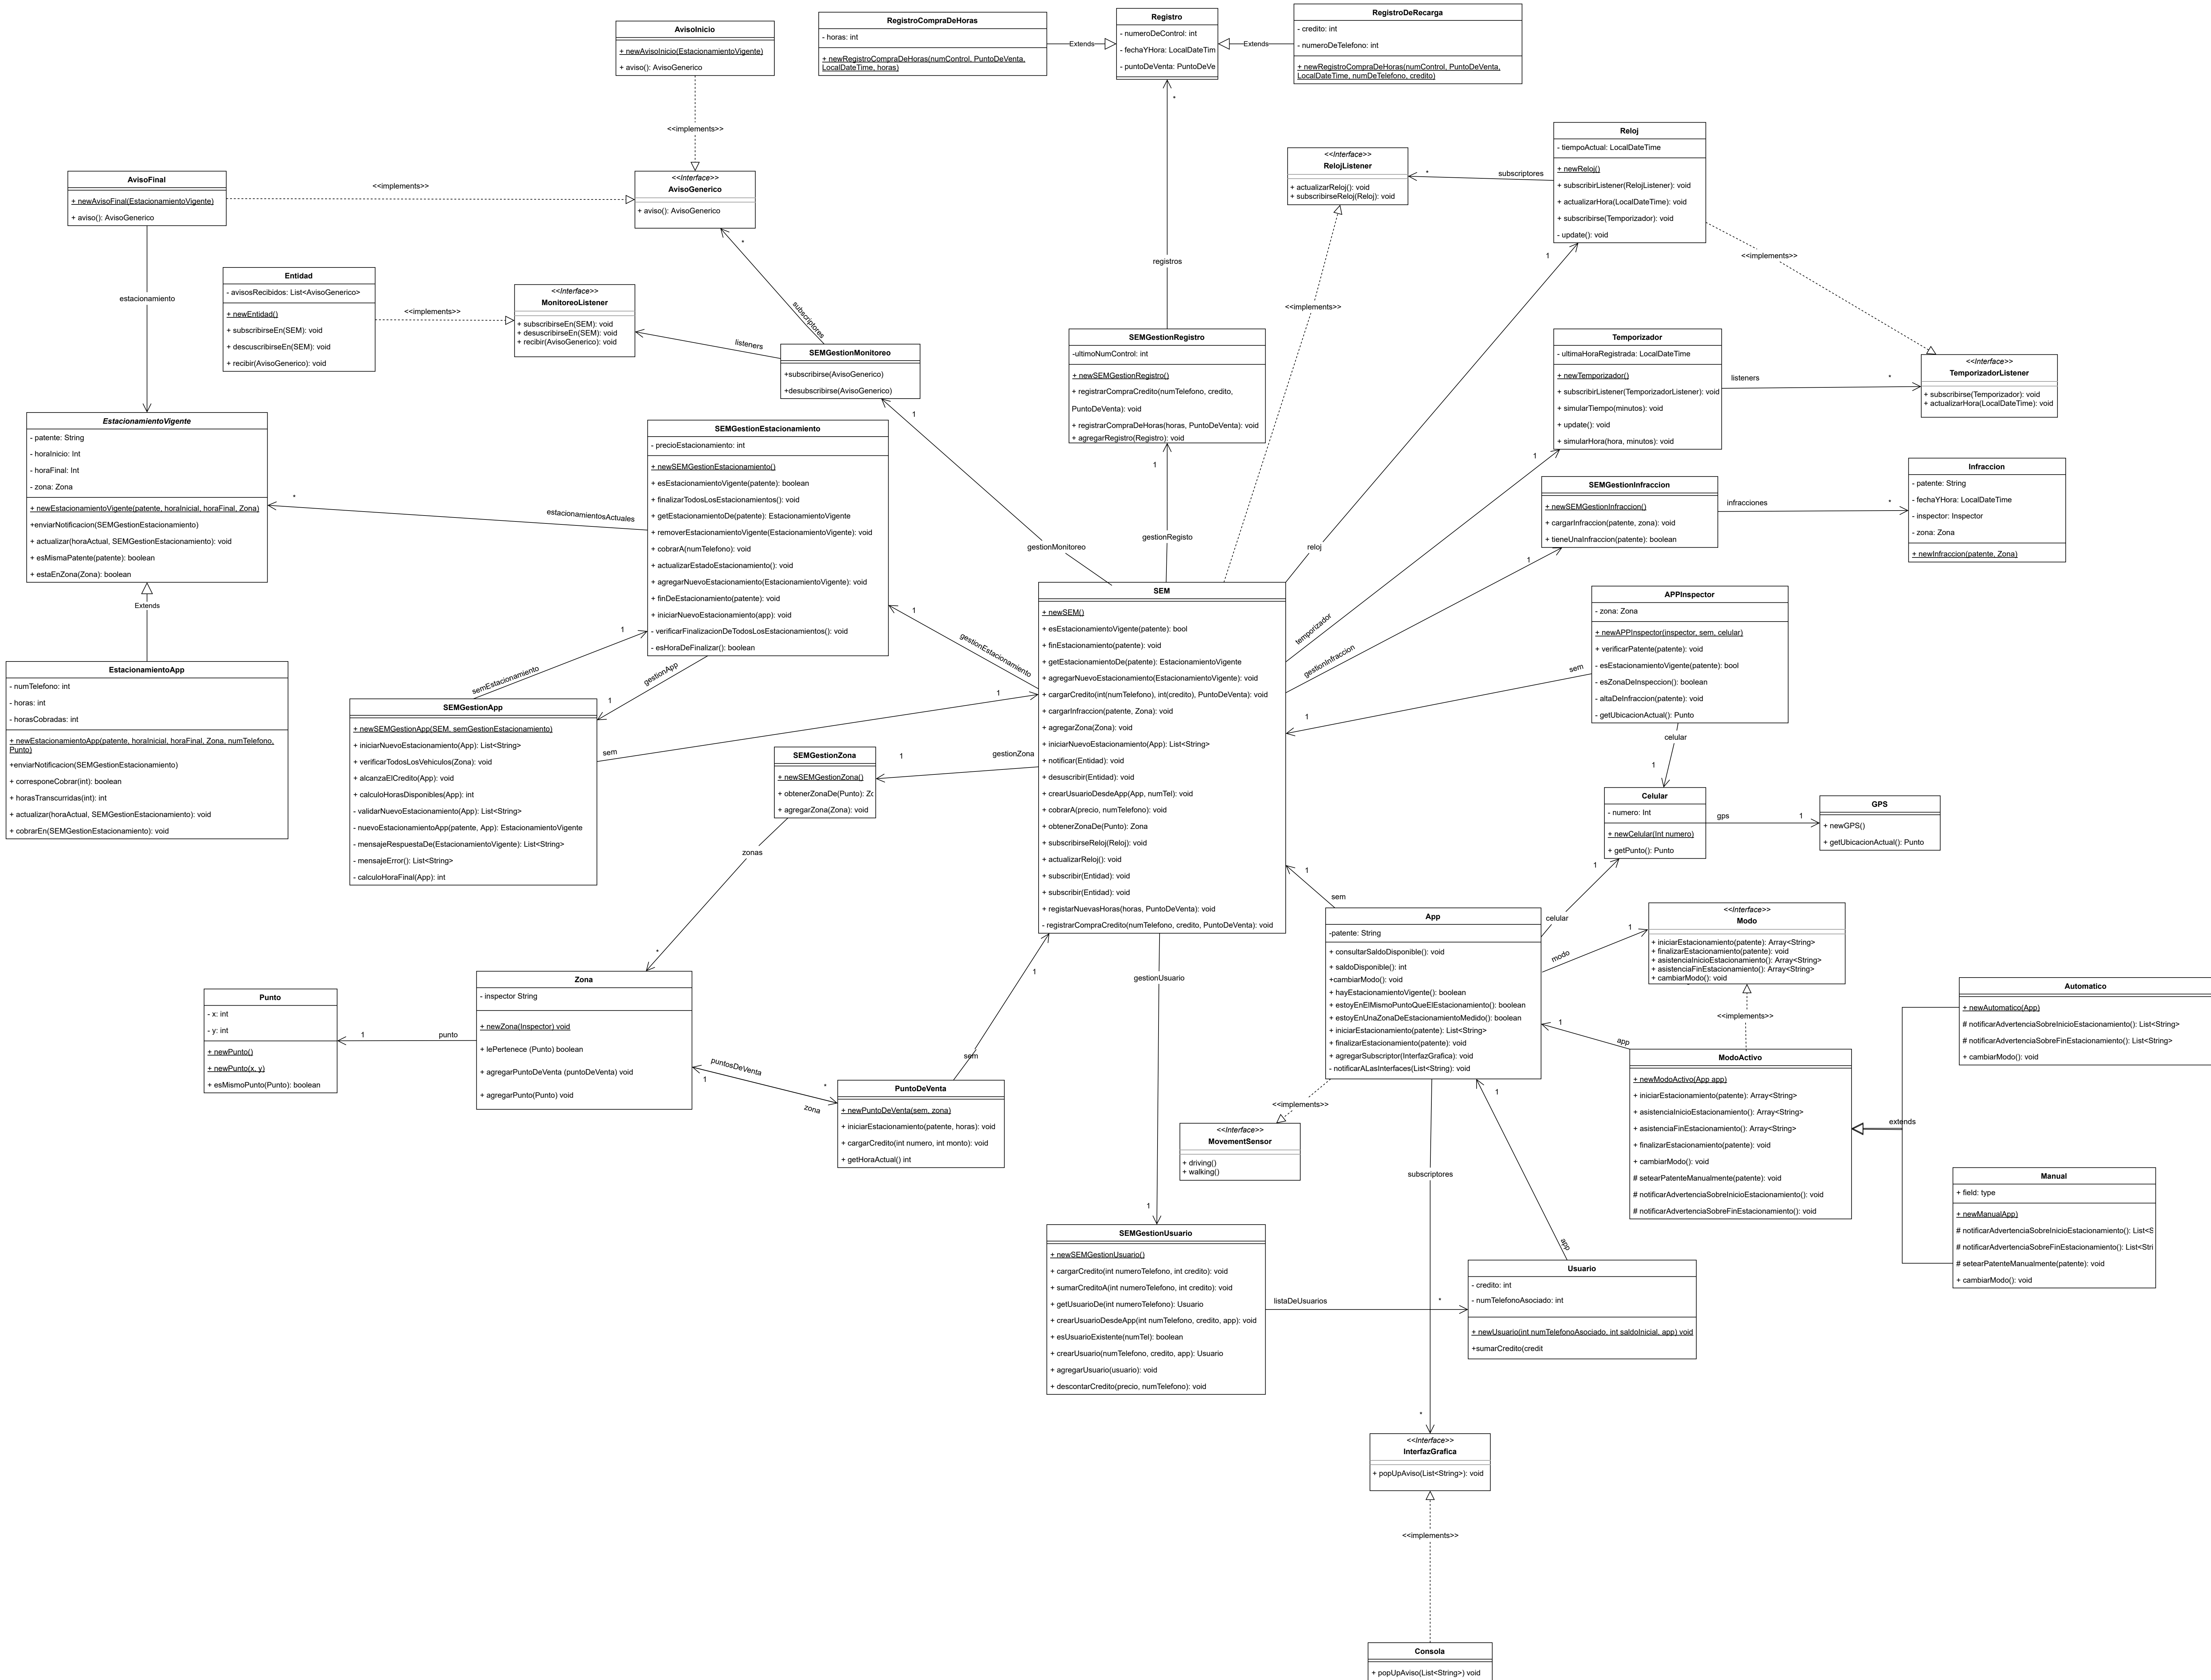 AvisoInicio
+ newAvisoInicio(EstacionamientoVigente)
+ aviso(): AvisoGenerico
RegistroCompraDeHoras
- horas: int
+ newRegistroCompraDeHoras(numControl, PuntoDeVenta,
LocalDateTime, horas)
Extends
Registro
- numeroDeControl: int
- fechaYHora: LocalDateTim
- puntoDeVenta: PuntoDeVe
Extends
RegistroDeRecarga
- credito: int
- numeroDeTelefono: int
+ newRegistroCompraDeHoras(numControl, PuntoDeVenta,
LocalDateTime, numDeTelefono, credito)
*
<<implements>>
AvisoFinal
+ newAvisoFinal(EstacionamientoVigente)
+ aviso(): AvisoGenerico
<<implements>>
<<Interface>>
AvisoGenerico
+ aviso(): AvisoGenerico
*
subscriptores
<<Interface>>
RelojListener
+ actualizarReloj(): void
+ subscribirseReloj(Reloj): void
*
subscriptores
Reloj
- tiempoActual: LocalDateTime
+ newReloj()
+ subscribirListener(RelojListener): void
+ actualizarHora(LocalDateTime): void
+ subscribirse(Temporizador): void
- update(): void
1
<<implements>>
registros
estacionamiento
Entidad
- avisosRecibidos: List<AvisoGenerico>
+ newEntidad()
+ subscribirseEn(SEM): void
+ descuscribirseEn(SEM): void
+ recibir(AvisoGenerico): void
<<implements>>
<<Interface>>
MonitoreoListener
+ subscribirseEn(SEM): void
+ desuscribirseEn(SEM): void
+ recibir(AvisoGenerico): void
listeners
SEMGestionMonitoreo
+subscribirse(AvisoGenerico)
+desubscribirse(AvisoGenerico)
1
<<implements>>
SEMGestionRegistro
-ultimoNumControl: int
+ newSEMGestionRegistro()
+ registrarCompraCredito(numTelefono, credito,
PuntoDeVenta): void
+ registrarCompraDeHoras(horas, PuntoDeVenta): void
+ agregarRegistro(Registro): void
1
Temporizador
- ultimaHoraRegistrada: LocalDateTime
+ newTemporizador()
+ subscribirListener(TemporizadorListener): void
+ simularTiempo(minutos): void
+ update(): void
+ simularHora(hora, minutos): void
1
listeners
*
<<Interface>>
TemporizadorListener
+ subscribirse(Temporizador): void
+ actualizarHora(LocalDateTime): void
EstacionamientoVigente
- patente: String
- horaInicio: Int
- horaFinal: Int
- zona: Zona
+ newEstacionamientoVigente(patente, horaInicial, horaFinal, Zona)
+enviarNotificacion(SEMGestionEstacionamiento)
+ actualizar(horaActual, SEMGestionEstacionamiento): void
+ esMismaPatente(patente): boolean
+ estaEnZona(Zona): boolean
*
estacionamientosActuales
SEMGestionEstacionamiento
- precioEstacionamiento: int
+ newSEMGestionEstacionamiento()
+ esEstacionamientoVigente(patente): boolean
+ finalizarTodosLosEstacionamientos(): void
+ getEstacionamientoDe(patente): EstacionamientoVigente
+ removerEstacionamientoVigente(EstacionamientoVigente): void
+ cobrarA(numTelefono): void
+ actualizarEstadoEstacionamiento(): void
+ agregarNuevoEstacionamiento(EstacionamientoVigente): void
+ finDeEstacionamiento(patente): void
+ iniciarNuevoEstacionamiento(app): void
- verificarFinalizacionDeTodosLosEstacionamientos(): void
- esHoraDeFinalizar(): boolean
gestionMonitoreo
gestionRegisto
reloj
SEMGestionInfraccion
+ newSEMGestionInfraccion()
+ cargarInfraccion(patente, zona): void
+ tieneUnaInfraccion(patente): boolean
1
infracciones
*
Infraccion
- patente: String
- fechaYHora: LocalDateTime
- inspector: Inspector
- zona: Zona
+ newInfraccion(patente, Zona)
Extends
1
gestionEstacionamiento
temporizador
gestionInfraccion
SEM
+ newSEM()
+ esEstacionamientoVigente(patente): bool
+ finEstacionamiento(patente): void
+ getEstacionamientoDe(patente): EstacionamientoVigente
+ agregarNuevoEstacionamiento(EstacionamientoVigente): void
+ cargarCredito(int(numTelefono), int(credito), PuntoDeVenta): void
+ cargarInfraccion(patente, Zona): void
+ agregarZona(Zona): void
+ iniciarNuevoEstacionamiento(App): List<String>
+ notificar(Entidad): void
+ desuscribir(Entidad): void
+ crearUsuarioDesdeApp(App, numTel): void
+ cobrarA(precio, numTelefono): void
+ obtenerZonaDe(Punto): Zona
+ subscribirseReloj(Reloj): void
+ actualizarReloj(): void
+ subscribir(Entidad): void
+ subscribir(Entidad): void
+ registarNuevasHoras(horas, PuntoDeVenta): void
- registrarCompraCredito(numTelefono, credito, PuntoDeVenta): void
APPInspector
- zona: Zona
+ newAPPInspector(inspector, sem, celular)
+ verificarPatente(patente): void
- esEstacionamientoVigente(patente): bool
- esZonaDeInspeccion(): boolean
- altaDeInfraccion(patente): void
- getUbicacionActual(): Punto
sem
1
celular
1
EstacionamientoApp
- numTelefono: int
- horas: int
- horasCobradas: int
+ newEstacionamientoApp(patente, horaInicial, horaFinal, Zona, numTelefono,
Punto)
+enviarNotificacion(SEMGestionEstacionamiento)
+ corresponeCobrar(int): boolean
+ horasTranscurridas(int): int
+ actualizar(horaActual, SEMGestionEstacionamiento): void
+ cobrarEn(SEMGestionEstacionamiento): void
1
semEstacionamiento
gestionApp
1
SEMGestionApp
+ newSEMGestionApp(SEM, semGestionEstacionamiento)
+ iniciarNuevoEstacionamiento(App): List<String>
+ verificarTodosLosVehiculos(Zona): void
+ alcanzaElCredito(App): void
+ calculoHorasDisponibles(App): int
- validarNuevoEstacionamiento(App): List<String>
- nuevoEstacionamientoApp(patente, App): EstacionamientoVigente
- mensajeRespuestaDe(EstacionamientoVigente): List<String>
- mensajeError(): List<String>
- calculoHoraFinal(App): int
sem
1
SEMGestionZona
+ newSEMGestionZona()
+ obtenerZonaDe(Punto): Zo
+ agregarZona(Zona): void
1
gestionZona
zonas
*
Celular
- numero: Int
+ newCelular(Int numero)
+ getPunto(): Punto
gps
1
GPS
+ newGPS()
+ getUbicacionActual(): Punto
1
sem
1
celular
App
-patente: String
+ consultarSaldoDisponible(): void
+ saldoDisponible(): int
+cambiarModo(): void
+ hayEstacionamientoVigente(): boolean
+ estoyEnElMismoPuntoQueElEstacionamiento(): boolean
+ estoyEnUnaZonaDeEstacionamientoMedido(): boolean
+ iniciarEstacionamiento(patente): List<String>
+ finalizarEstacionamiento(patente): void
+ agregarSubscriptor(InterfazGrafica): void
- notificarALasInterfaces(List<String): void
modo
1
<<Interface>>
Modo
+ iniciarEstacionamiento(patente): Array<String>
+ finalizarEstacionamiento(patente): void
+ asistenciaInicioEstacionamiento(): Array<String>
+ asistenciaFinEstacionamiento(): Array<String>
+ cambiarModo(): void
<<implements>>
Punto
- x: int
- y: int
+ newPunto()
+ newPunto(x, y)
+ esMismoPunto(Punto): boolean
1
punto
Zona
- inspector String
+ newZona(Inspector) void
+ lePertenece (Punto) boolean
+ agregarPuntoDeVenta (puntoDeVenta) void
+ agregarPunto(Punto) void
puntosDeVenta
1
*
zona
1
sem
PuntoDeVenta
+ newPuntoDeVenta(sem, zona)
+ iniciarEstacionamiento(patente, horas): void
+ cargarCredito(int numero, int monto): void
+ getHoraActual() int
gestionUsuario
1
1
app
ModoActivo
+ newModoActivo(App app)
+ iniciarEstacionamiento(patente): Array<String>
+ asistenciaInicioEstacionamiento(): Array<String>
+ asistenciaFinEstacionamiento(): Array<String>
+ finalizarEstacionamiento(patente): void
+ cambiarModo(): void
# setearPatenteManualmente(patente): void
# notificarAdvertenciaSobreInicioEstacionamiento(): void
# notificarAdvertenciaSobreFinEstacionamiento(): void
extends
Automatico
+ newAutomatico(App)
# notificarAdvertenciaSobreInicioEstacionamiento(): List<String>
# notificarAdvertenciaSobreFinEstacionamiento(): List<String>
+ cambiarModo(): void
Manual
+ field: type
+ newManualApp)
# notificarAdvertenciaSobreInicioEstacionamiento(): List<S
# notificarAdvertenciaSobreFinEstacionamiento(): List<Stri
# setearPatenteManualmente(patente): void
+ cambiarModo(): void
<<implements>>
<<Interface>>
MovementSensor
+ driving()
+ walking()
subscriptores
1
app
SEMGestionUsuario
+ newSEMGestionUsuario()
+ cargarCredito(int numeroTelefono, int credito): void
+ sumarCreditoA(int numeroTelefono, int credito): void
+ getUsuarioDe(int numeroTelefono): Usuario
+ crearUsuarioDesdeApp(int numTelefono, credito, app): void
+ esUsuarioExistente(numTel): boolean
+ crearUsuario(numTelefono, credito, app): Usuario
+ agregarUsuario(usuario): void
+ descontarCredito(precio, numTelefono): void
listaDeUsuarios
*
Usuario
- credito: int
- numTelefonoAsociado: int
+ newUsuario(int numTelefonoAsociado, int saldoInicial, app) void
+sumarCredito(credit
*
<<Interface>>
InterfazGrafica
+ popUpAviso(List<String>): void
<<implements>>
Consola
+ popUpAviso(List<String>) void